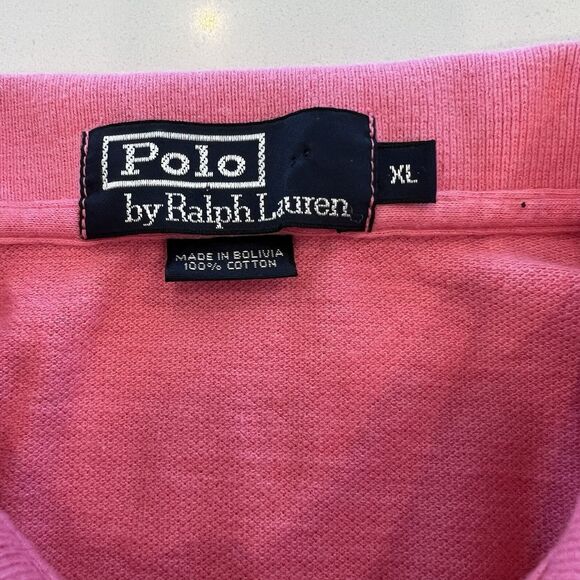 Polo
by Ralph Lauren
XL
MADE IN BOLIVIA
100% COTTON